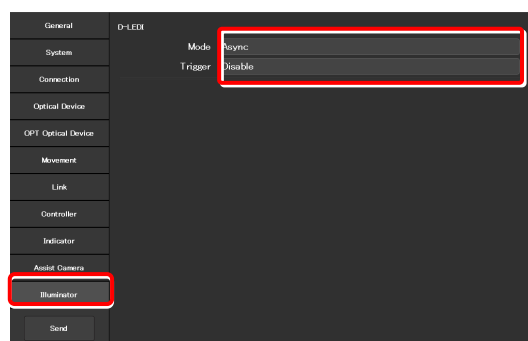 General
System
Connection
Optical Device
OPT Optical Device
Movement
Link
Controller
Indicator
Assist Camera
Illuminator
Send
D-LEDI
Mode Async
Trigger Disable